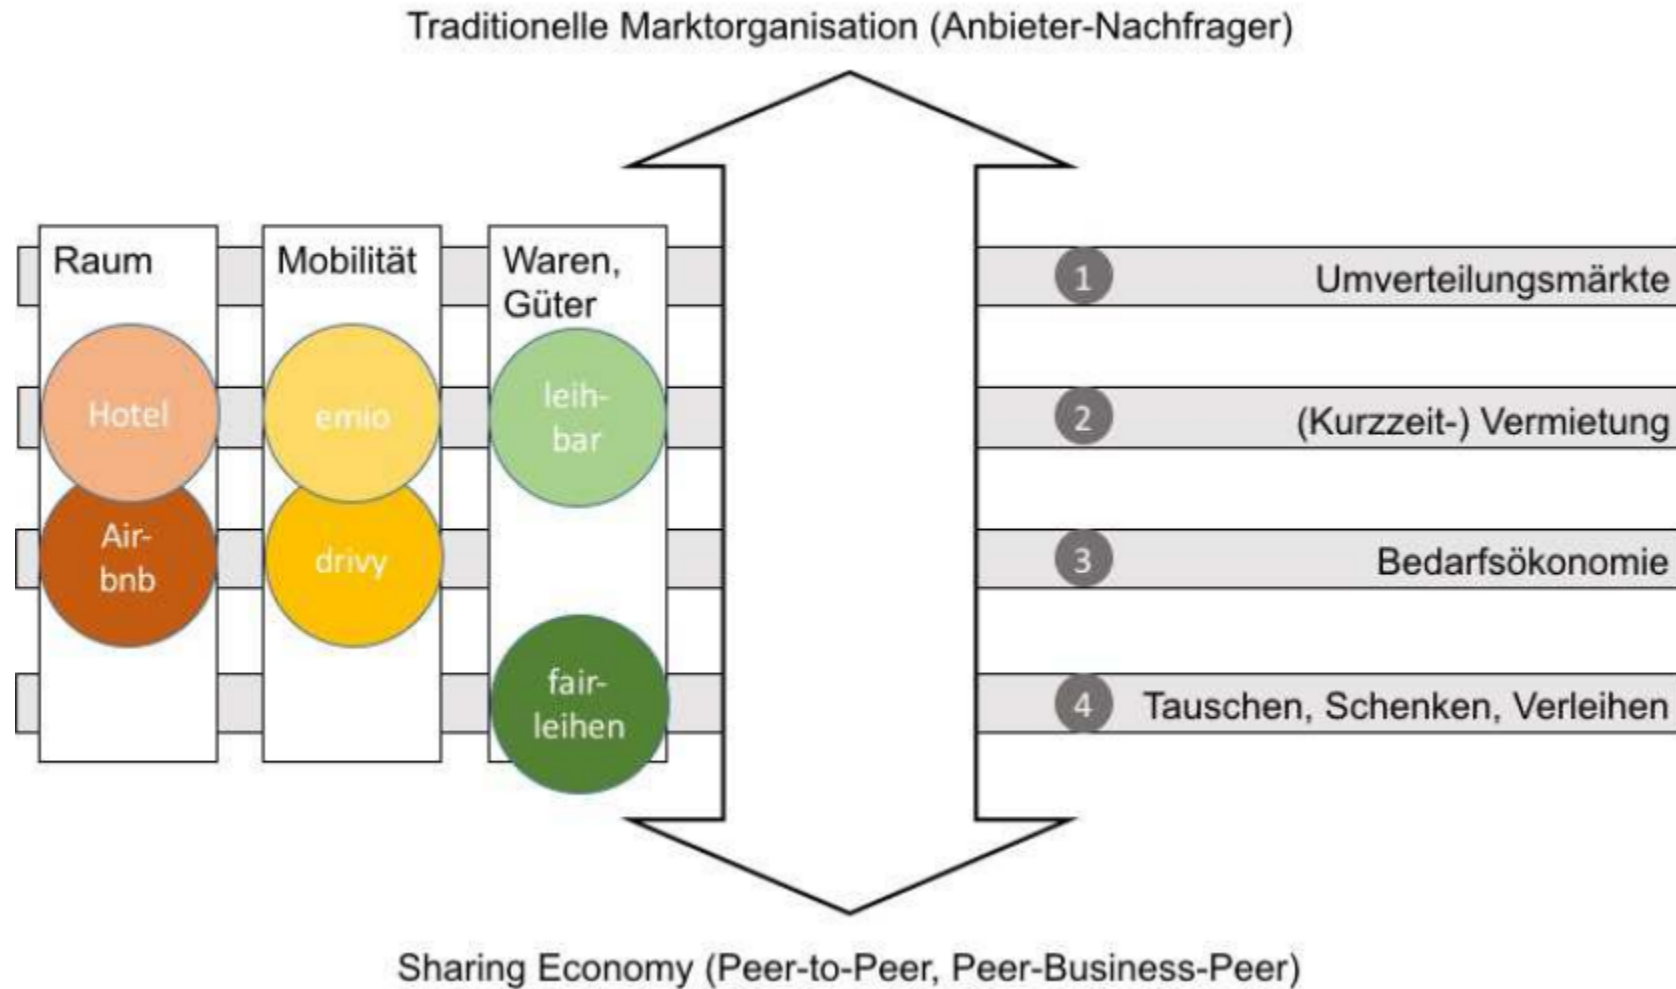 Traditionelle Marktorganisation (Anbieter-Nachfrager)
Raum
Mobilität
Waren,
Güter
1
Umverteilungsmärkte
Hotel
emio
leih-
bar
2
(Kurzzeit-) Vermietung
Air-
bnb
drivy
3
Bedarfsökonomie
fair-
leihen
4
Tauschen, Schenken, Verleihen
Sharing Economy (Peer-to-Peer, Peer-Business-Peer)